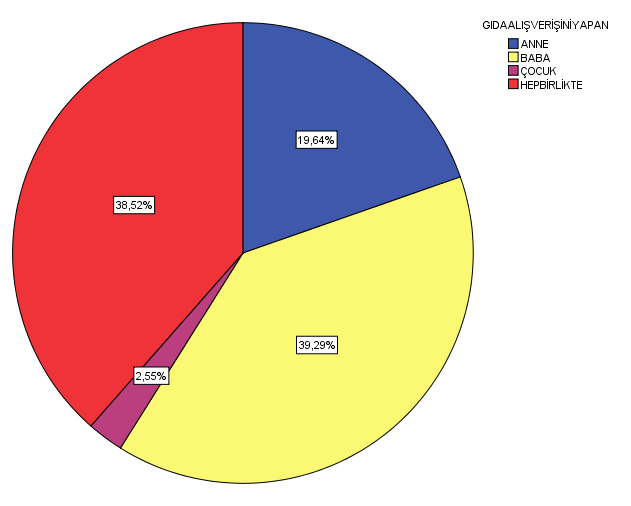 GIDAALIŞVERİŞİNİYAPAN
ANNE
BABA
ÇOCUK
HEPBİRLİKTE
19,64%
38,52%
39,29%
2,55%